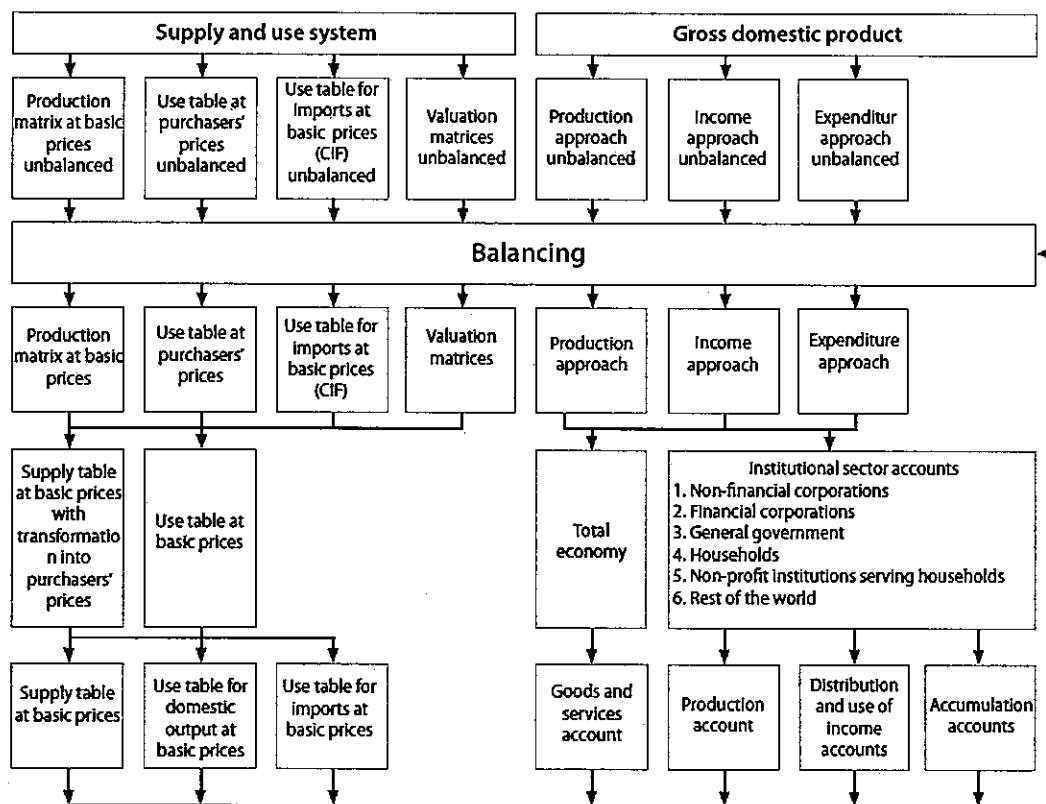 Supply and use system
Gross domestic product
Production
matrix at basic
prices
unbalanced
Use table at
purchasers'
prices
unbalanced
Use table for
imports at
basic prices
(CIF)
unbalanced
Valuation
matrices
unbalanced
Production
approach
unbalanced
Income
approach
unbalanced
Expenditur
approach
unbalanced
Balancing
Production
matrix at basic
prices
Use table at
purchasers'
prices
Use table for
imports at
basic prices
(CIF)
Valuation
matrices
Production
approach
Income
approach
Expenditure
approach
Supply table
at basic prices
with
transformatio
n into
purchasers'
prices
Use table at
basic prices
Total
economy
Institutional sector accounts
1. Non-financial corporations
2. Financial corporations
3. General government
4. Households
5. Non-profit institutions serving households
6. Rest of the world
Supply table
at basic prices
Use table for
domestic
output at
basic prices
Use table for
imports at
basic prices
Goods and
services
account
Production
account
Distribution
and use of
income
accounts
Accumulation
accounts